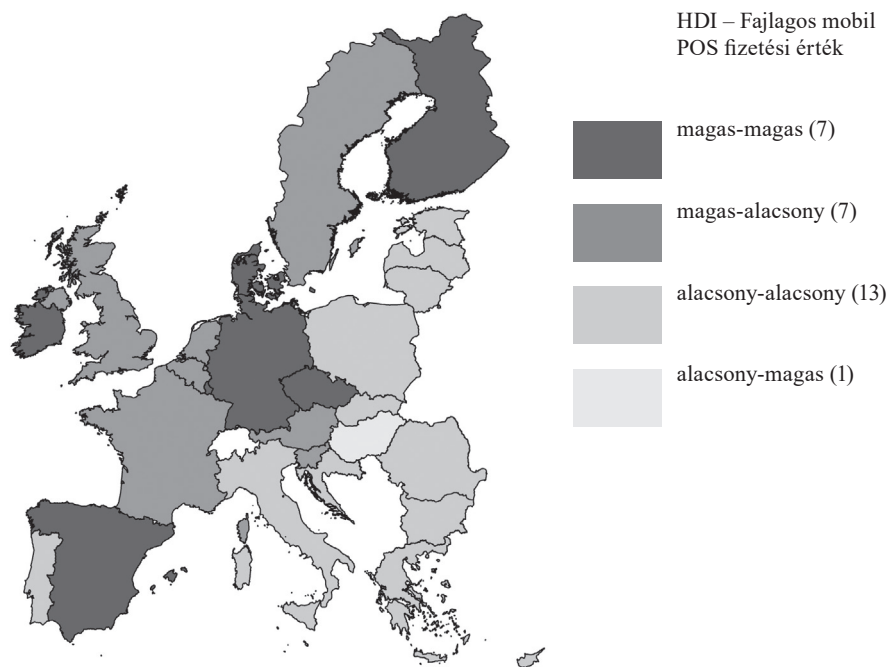 HDI – Fajlagos mobil
POS fizetési érték
magas-magas (7)
magas-alacsony (7)
alacsony-alacsony (13)
alacsony-magas (1)